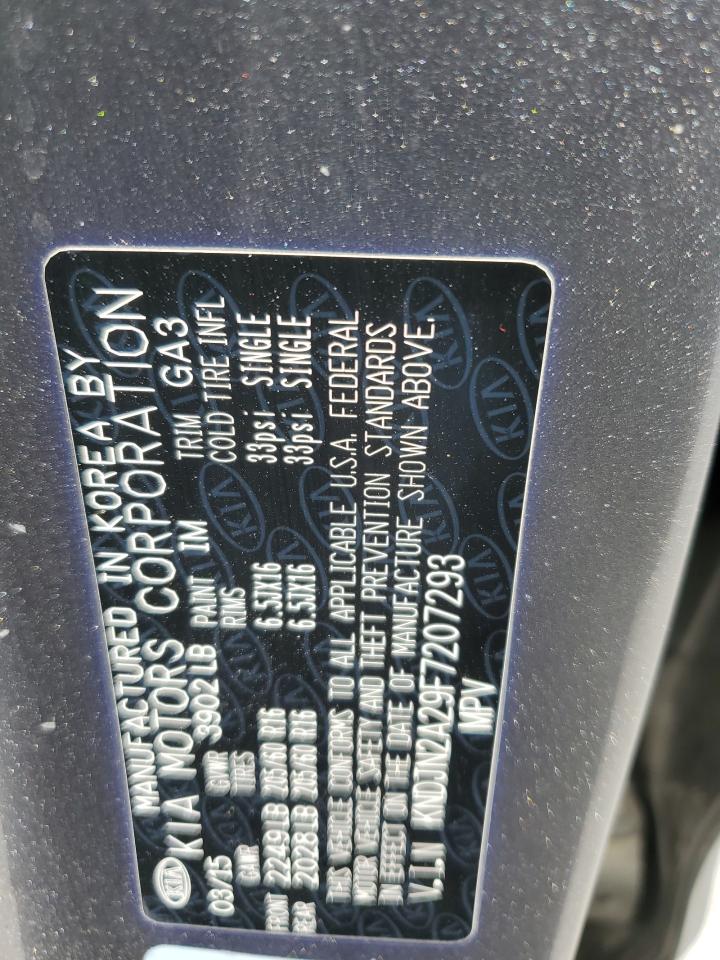 MANUFACTURED IN KOREA BY
KIA KIA MOTORS CORPORATION
03/15 GVWR 3902LB PAINT 1M TRIM GA3
GAWR TIRES RIMS COLD TIRE INFL
FRONT 2249LB 205/60 R16 6.5JX16 33psi SINGLE
REAR 2028LB 205/60 R16 6.5JX16 33psi SINGLE
THIS VEHICLE CONFORMS TO ALL APPLICABLE U.S.A. FEDERAL
MOTOR VEHICLE SAFETY AND THEFT PREVENTION STANDARDS
IN EFFECT ON THE DATE OF MANUFACTURE SHOWN ABOVE.
V.I.N KNDJN2A29F7207293
MPV